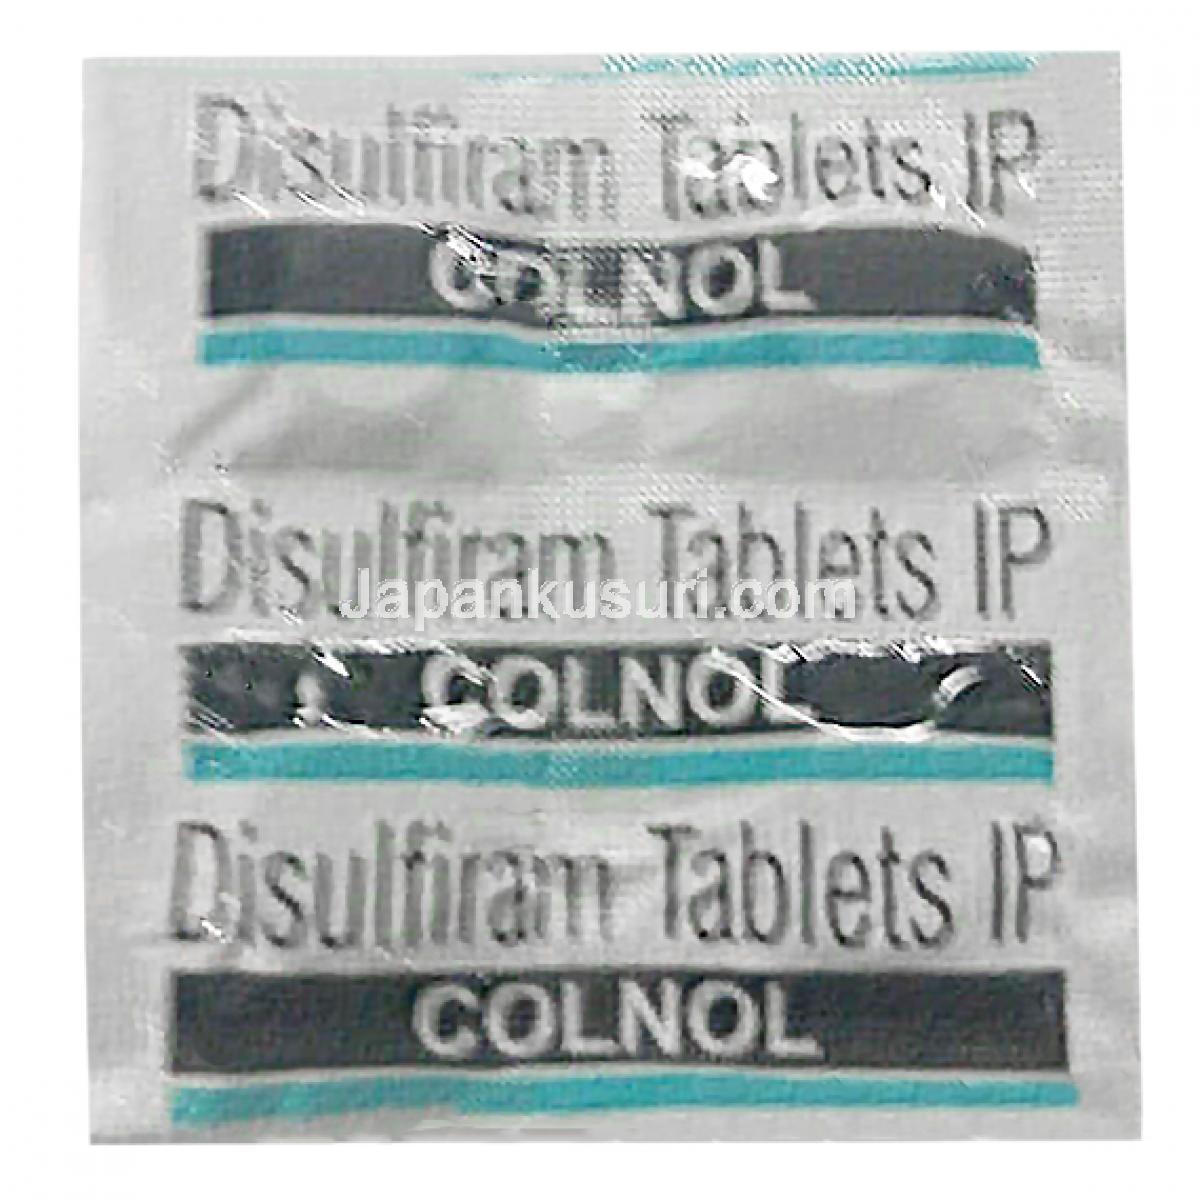 Disulfiram Tablets IP
COLNOL
Disulfiram Tablets IP
Japankusuri.com
COLNOL
Disulfiram Tablets IP
COLNOL